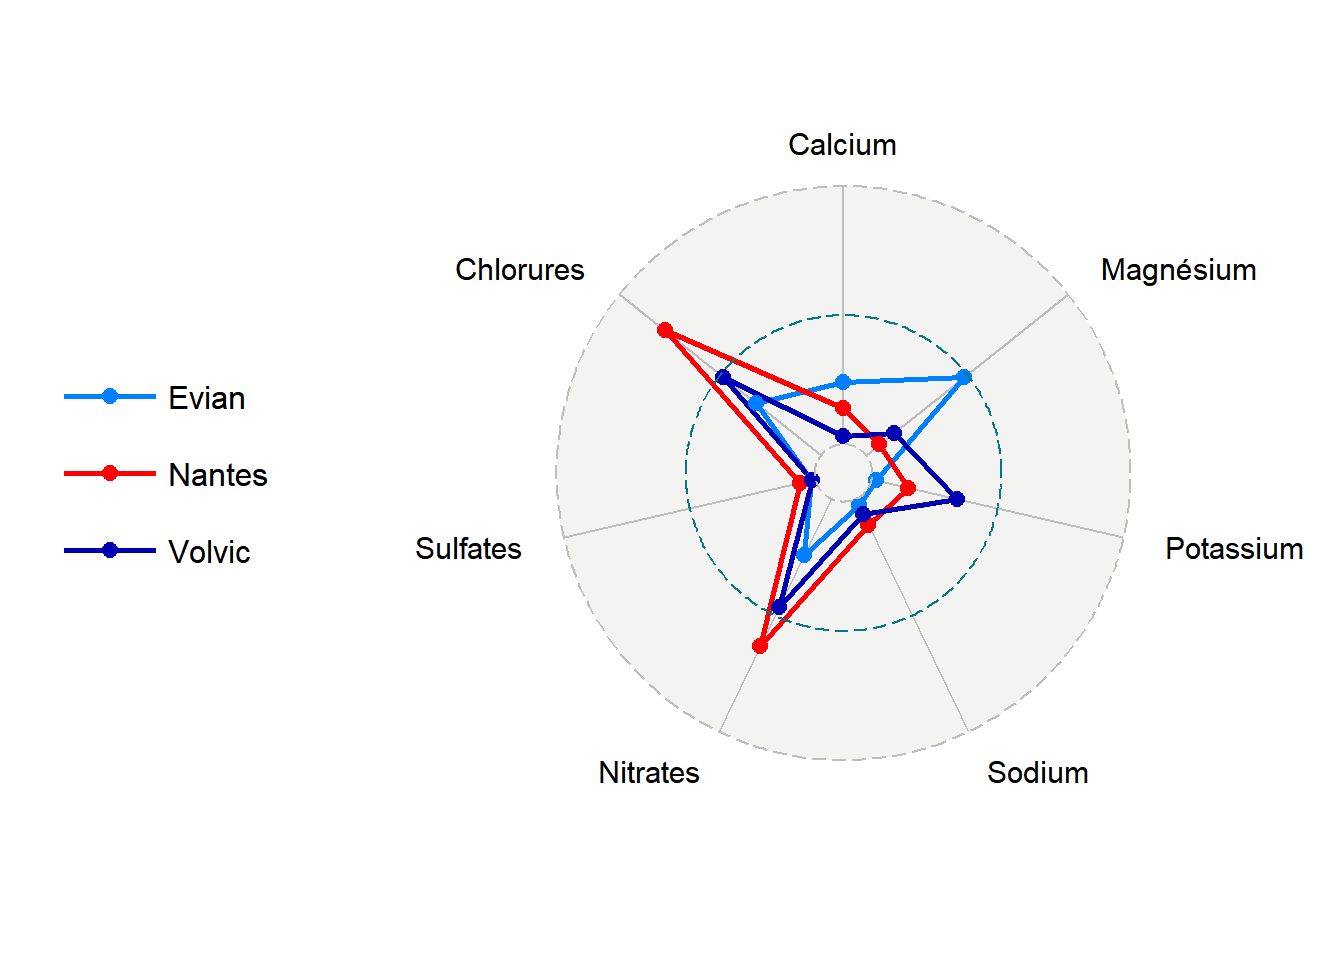 Calcium
Chlorures
Magnésium
Evian
Nantes
Volvic
Sulfates
Potassium
Nitrates
Sodium